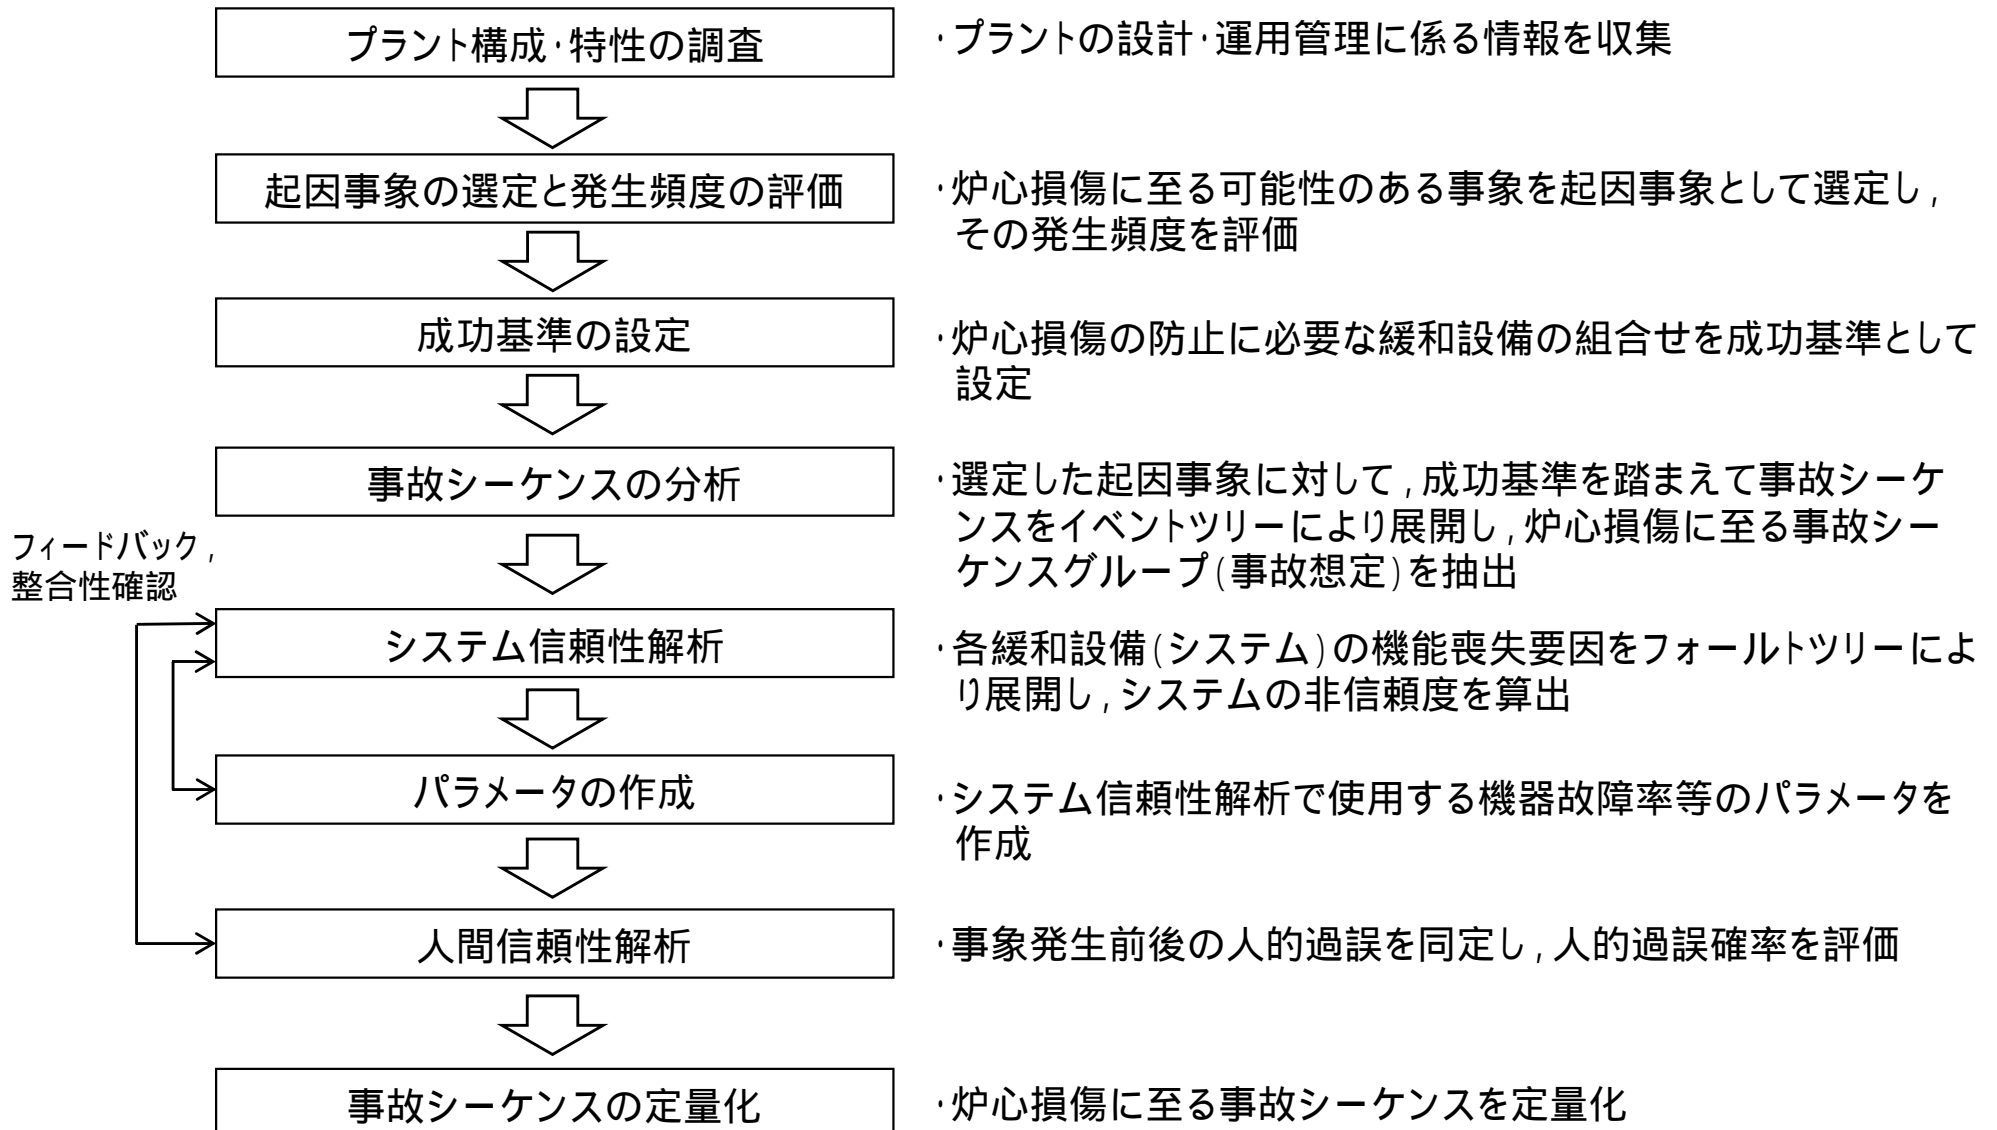 プラント構成・特性の調査
・プラントの設計・運用管理に係る情報を収集
起因事象の選定と発生頻度の評価
・炉心損傷に至る可能性のある事象を起因事象として選定し，
その発生頻度を評価
成功基準の設定
・炉心損傷の防止に必要な緩和設備の組合せを成功基準として
設定
事故シーケンスの分析
・選定した起因事象に対して，成功基準を踏まえて事故シーケ
ンスをイベントツリーにより展開し，炉心損傷に至る事故シー
ケンスグループ（事故想定）を抽出
フィードバック，
整合性確認
システム信頼性解析
・各緩和設備（システム）の機能喪失要因をフォールトツリーによ
り展開し，システムの非信頼度を算出
パラメータの作成
・システム信頼性解析で使用する機器故障率等のパラメータを
作成
人間信頼性解析
・事象発生前後の人的過誤を同定し，人的過誤確率を評価
事故シーケンスの定量化
・炉心損傷に至る事故シーケンスを定量化